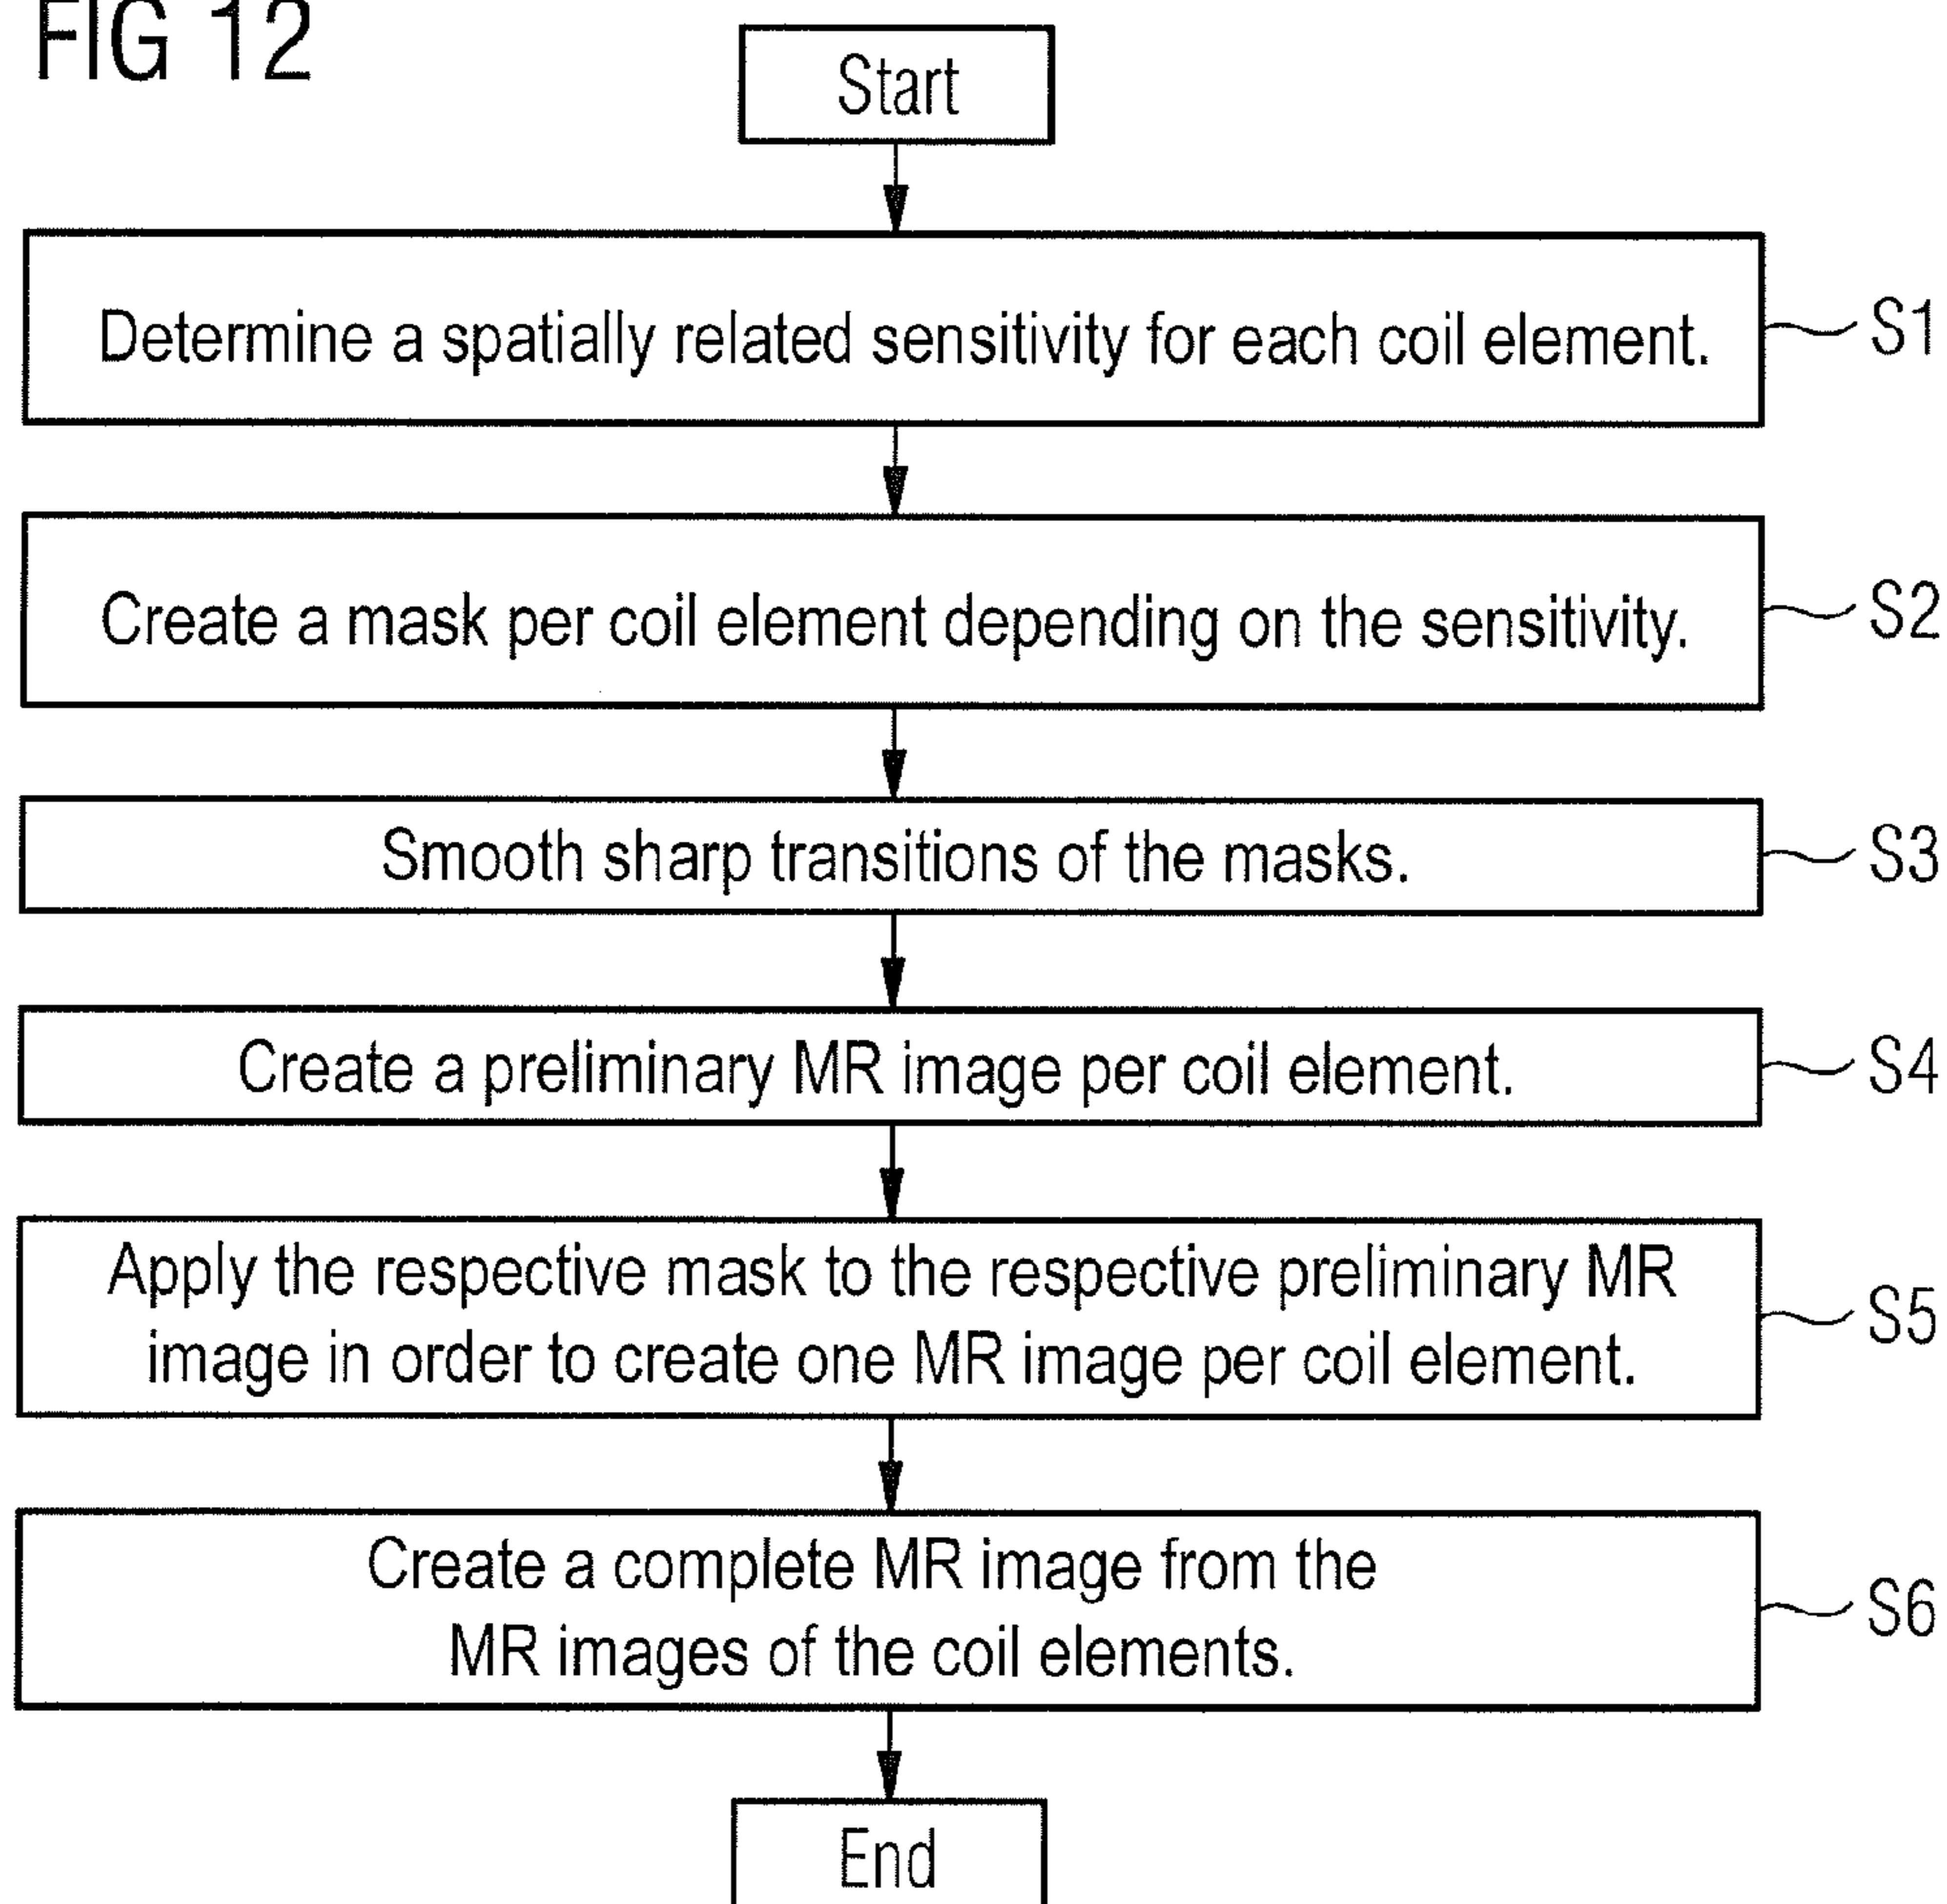 FIG 12
Start
Determine a spatially related sensitivity for each coil element.
S1
Create a mask per coil element depending on the sensitivity.
S2
Smooth sharp transitions of the masks.
S3
Create a preliminary MR image per coil element.
S4
Apply the respective mask to the respective preliminary MR
image in order to create one MR image per coil element.
S5
Create a complete MR image from the
MR images of the coil elements.
S6
End